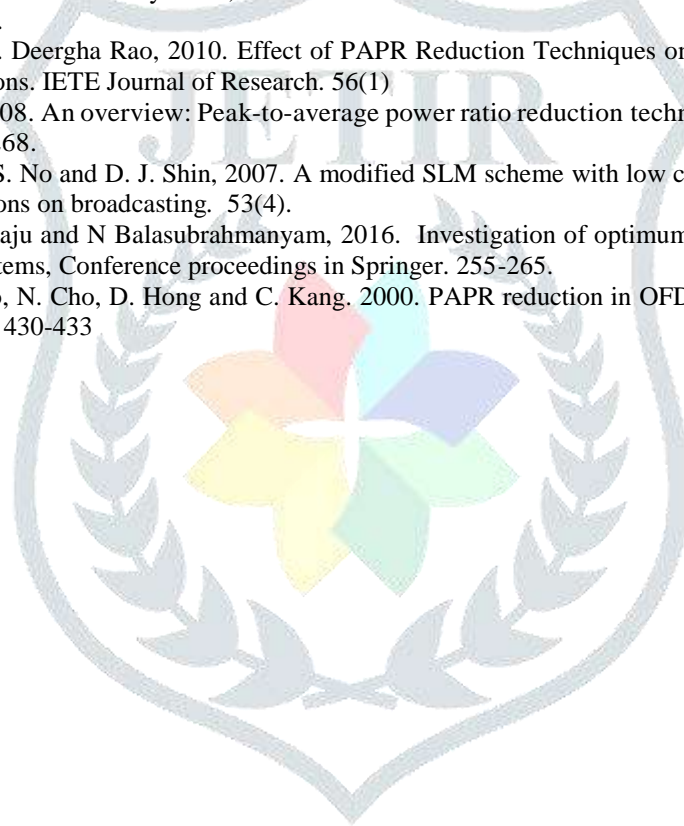 . Deergha Rao, 2010. Effect of PAPR Reduction Techniques on
ons. IETE Journal of Research. 56(1)
08. An overview: Peak-to-average power ratio reduction techn
68.
S. No and D. J. Shin, 2007. A modified SLM scheme with low c
ons on broadcasting. 53(4).
aju and N Balasubrahmanyam, 2016. Investigation of optimum
tems, Conference proceedings in Springer. 255-265.
, N. Cho, D. Hong and C. Kang. 2000. PAPR reduction in OFD
430-433
JETIR